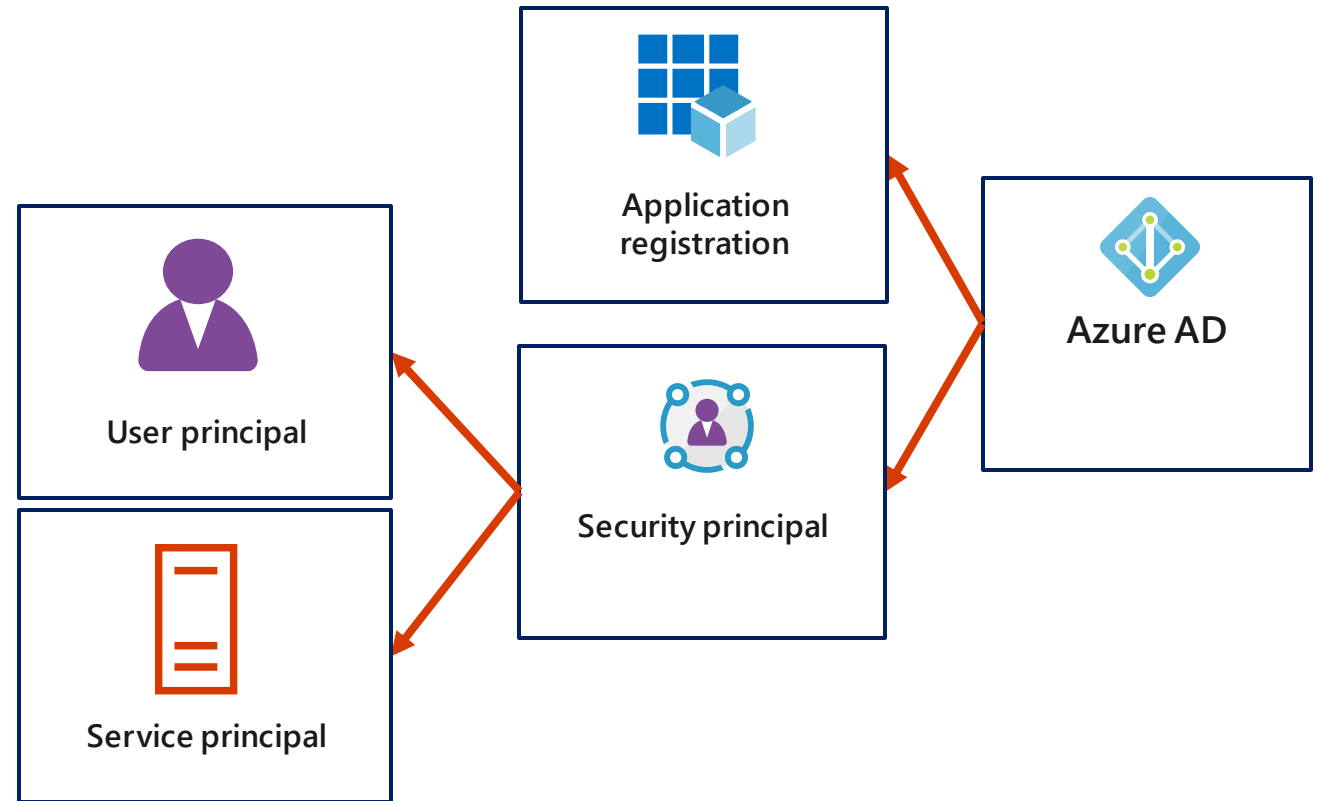 Application
registration
Azure AD
User principal
Security principal
Service principal